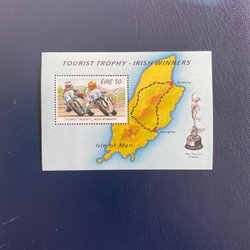 TOURIST TROPHY - IRISH WINNERS
ÉIRE 50
Ramsey
TOURIST TROPHY - IRISH WINNERS
Douglas
Isle of Man